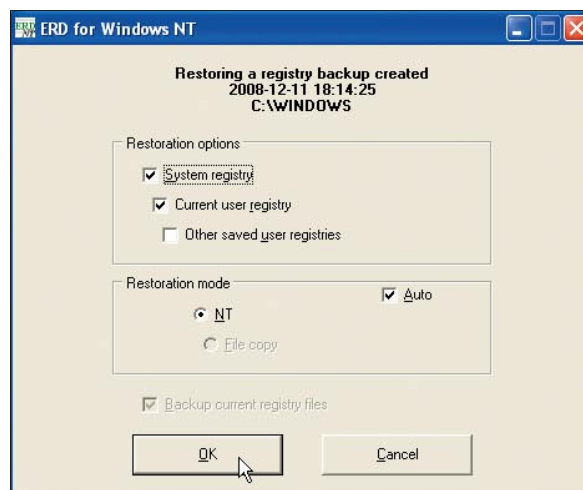 ERD for Windows NT
Restoring a registry backup created
2008-12-11 18:14:25
C:\WINDOWS
Restoration options
System registry
Current user registry
Other saved user registries
Restoration mode
Auto
NT
File copy
Backup current registry files
OK
Cancel